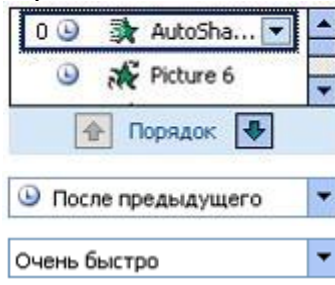 0 AutoSha...
Picture 6
Порядок
После предыдущего
Очень быстро